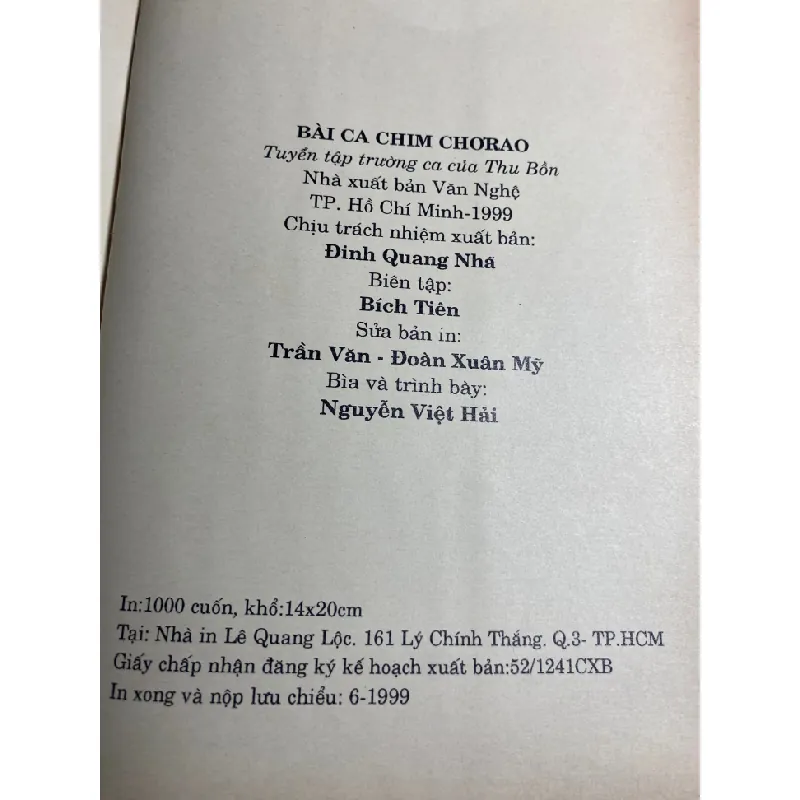 BÀI CA CHIM CHƠRAO
Tuyển tập trường ca của Thu Bồn
Nhà xuất bản Văn Nghệ
TP. Hồ Chí Minh-1999
Chịu trách nhiệm xuất bản:
Đinh Quang Nhã
Biên tập:
Bích Tiên
Sửa bản in:
Trần Văn - Đoàn Xuân Mỹ
Bìa và trình bày:
Nguyễn Việt Hải
In:1000 cuốn, khổ:14x20cm
Tại: Nhà in Lê Quang Lộc. 161 Lý Chính Thắng. Q.3- TP.HCM
Giấy chấp nhận đăng ký kế hoạch xuất bản:52/1241CXB
In xong và nộp lưu chiểu: 6-1999